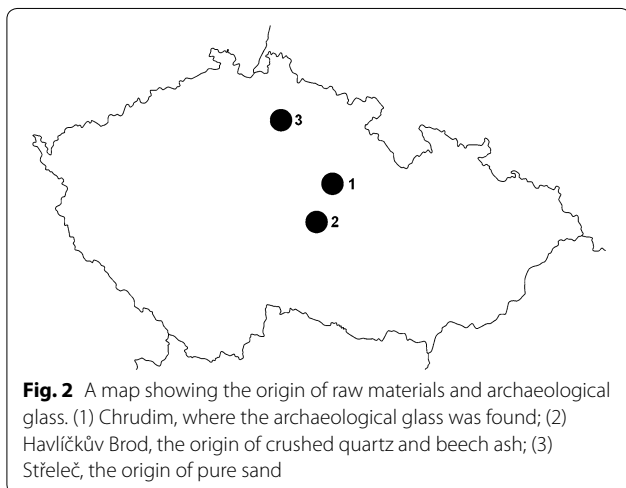 3
1
2
Fig. 2 A map showing the origin of raw materials and archaeological
glass. (1) Chrudim, where the archaeological glass was found; (2)
Havlíčkův Brod, the origin of crushed quartz and beech ash; (3)
Střeleč, the origin of pure sand